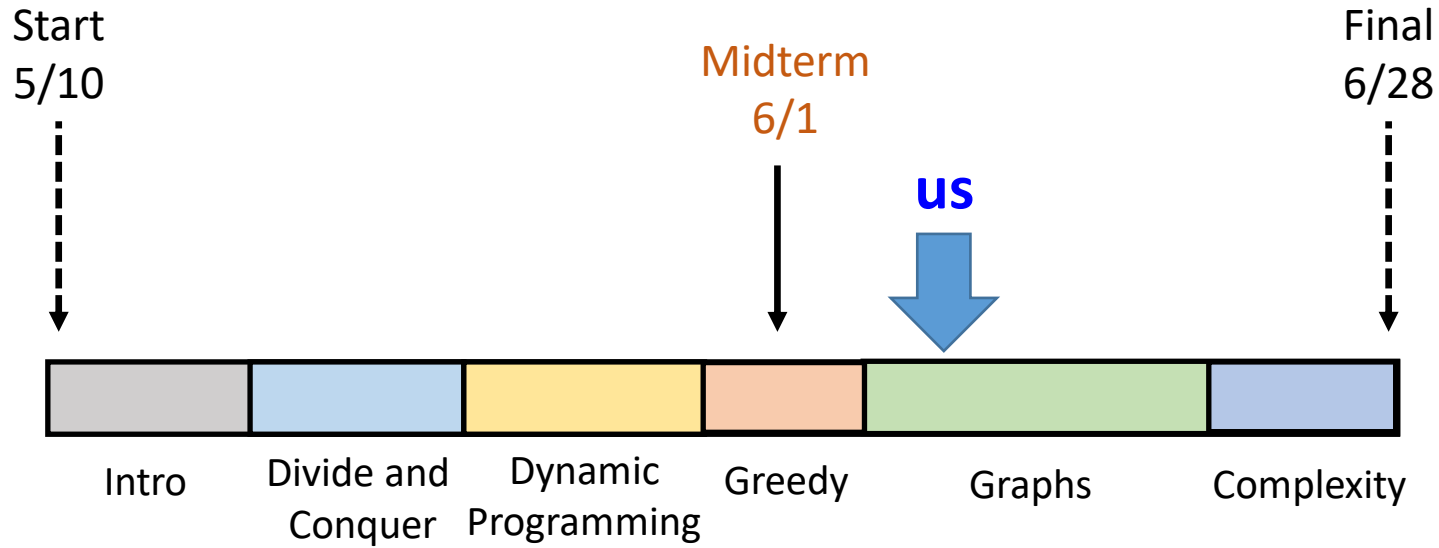 Start
5/10
Midterm
6/1
us
Final
6/28
Intro
Divide and
Conquer
Dynamic
Programming
Greedy
Graphs
Complexity